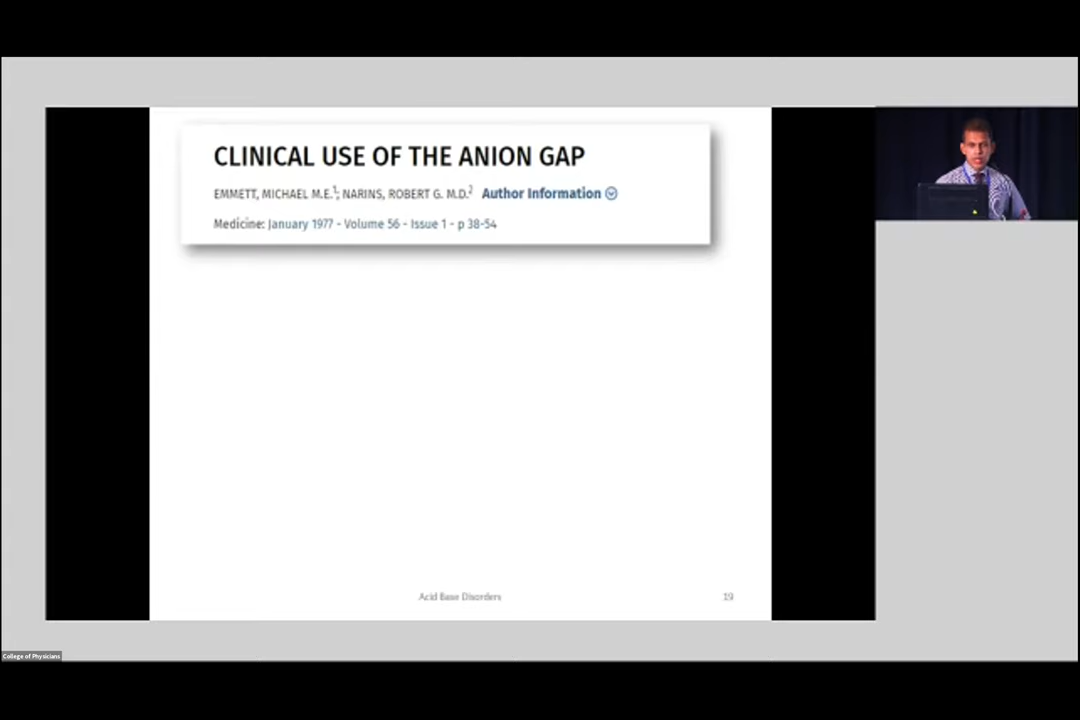 CLINICAL USE OF THE ANION GAP
EMMETT, MICHAEL M.E.1; NARINS, ROBERT G. M.D.2 Author Information
Medicine: January 1977 - Volume 56 - Issue 1 - p 38-54
Acid Base Disorders 19
College of Physicians